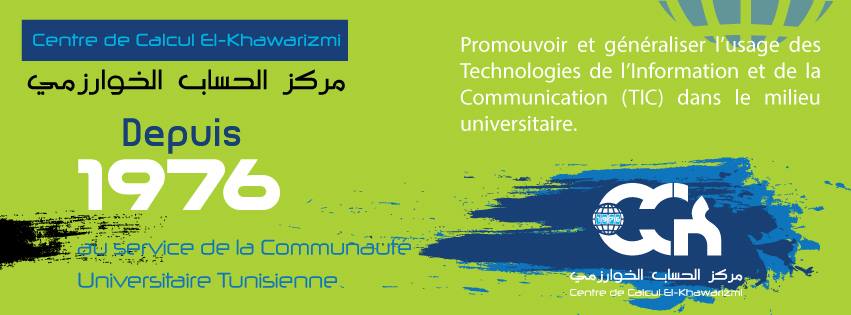 Centre de Calcul El-Khawarizmi
مركز الحساب الخوارزمي
Depuis
1976
au service de la Communauté
Universitaire Tunisienne
Promouvoir et généraliser l'usage des
Technologies de l'Information et de la
Communication (TIC) dans le milieu
universitaire.
CCK
مركز الحساب الخوارزمي
Centre de Calcul El-Khawarizmi